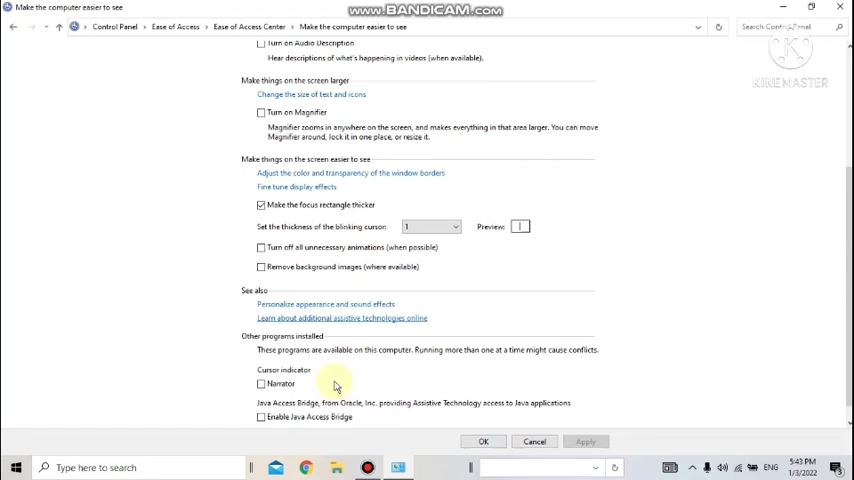 Make the computer easier to see
www.BANDICAM.com
Control Panel › Ease of Access › Ease of Access Center › Make the computer easier to see
Search Control Panel
KINEMASTER
Turn on Audio Description
Hear descriptions of what's happening in videos (when available).
Make things on the screen larger
Change the size of text and icons
Turn on Magnifier
Magnifier zooms in anywhere on the screen, and makes everything in that area larger. You can move
Magnifier around, lock it in one place, or resize it.
Make things on the screen easier to see
Adjust the color and transparency of the window borders
Fine tune display effects
Make the focus rectangle thicker
Set the thickness of the blinking cursor: 1 Preview:
Turn off all unnecessary animations (when possible)
Remove background images (where available)
See also
Personalize appearance and sound effects
Learn about additional assistive technologies online
Other programs installed
These programs are available on this computer. Running more than one at a time might cause conflicts.
Cursor indicator
Narrator
Java Access Bridge, from Oracle, Inc. providing Assistive Technology access to Java applications
Enable Java Access Bridge
OK Cancel Apply
Type here to search
ENG
5:43 PM
1/3/2022
3